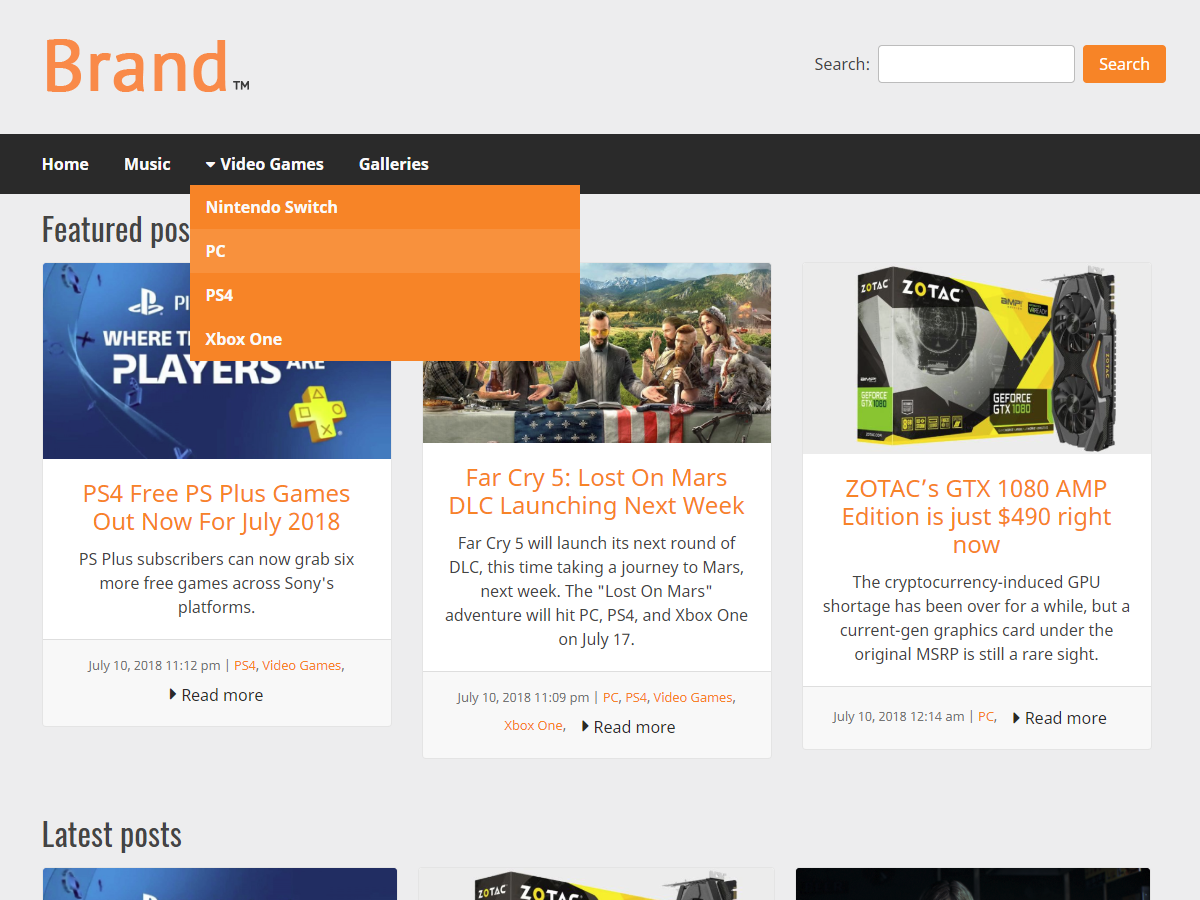 Brand™
Search:
Search
Home
Music
Video Games
Galleries
Nintendo Switch
PC
PS4
Xbox One
Featured pos
WHERE T
PLAYERS ARE
ZOTAC
ZOTAC
AMP!
VR READY
GEFORCE
GTX 1080
GEFORCE
GTX 1080
ZOTAC
PS4 Free PS Plus Games
Out Now For July 2018
PS Plus subscribers can now grab six
more free games across Sony's
platforms.
July 10, 2018 11:12 pm | PS4, Video Games,
Read more
Far Cry 5: Lost On Mars
DLC Launching Next Week
Far Cry 5 will launch its next round of
DLC, this time taking a journey to Mars,
next week. The "Lost On Mars"
adventure will hit PC, PS4, and Xbox One
on July 17.
July 10, 2018 11:09 pm | PC, PS4, Video Games,
Xbox One, Read more
ZOTAC’s GTX 1080 AMP
Edition is just $490 right
now
The cryptocurrency-induced GPU
shortage has been over for a while, but a
current-gen graphics card under the
original MSRP is still a rare sight.
July 10, 2018 12:14 am | PC, Read more
Latest posts
ZOTAC
ZOTAC